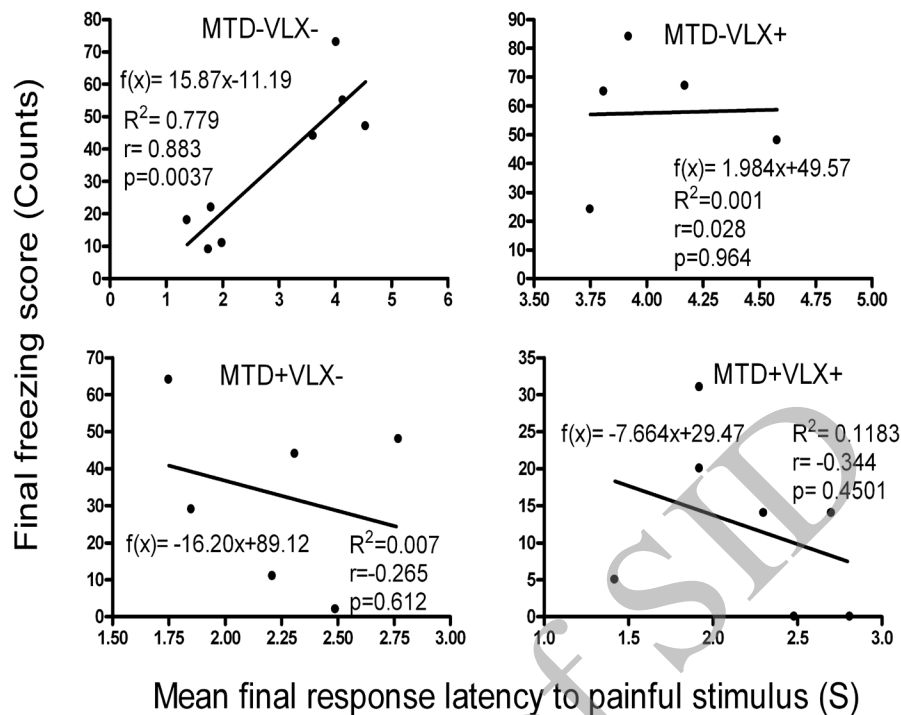 Final freezing score (Counts)
MTD-VLX-
f(x)= 15.87x-11.19
R²= 0.779
r= 0.883
p=0.0037
80
70
60
50
40
30
20
10
0
0 1 2 3 4 5 6
MTD-VLX+
f(x)= 1.984x+49.57
R²=0.001
r=0.028
p=0.964
90
80
70
60
50
40
30
20
10
0
3.50 3.75 4.00 4.25 4.50 4.75 5.00
MTD+VLX-
f(x)= -16.20x+89.12
R²=0.007
r=-0.265
p=0.612
70
60
50
40
30
20
10
0
1.50 1.75 2.00 2.25 2.50 2.75 3.00
MTD+VLX+
f(x)= -7.664x+29.47
R²= 0.1183
r= -0.344
p= 0.4501
35
30
25
20
15
10
5
0
1.0 1.5 2.0 2.5 3.0
Mean final response latency to painful stimulus (S)
f SID